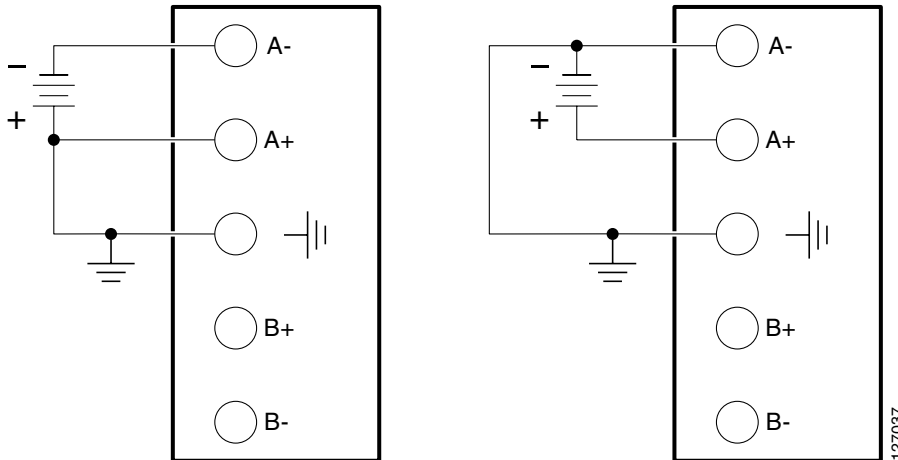 A-
−
+
A+
B+
B-
A-
−
+
A+
B+
B-
127037